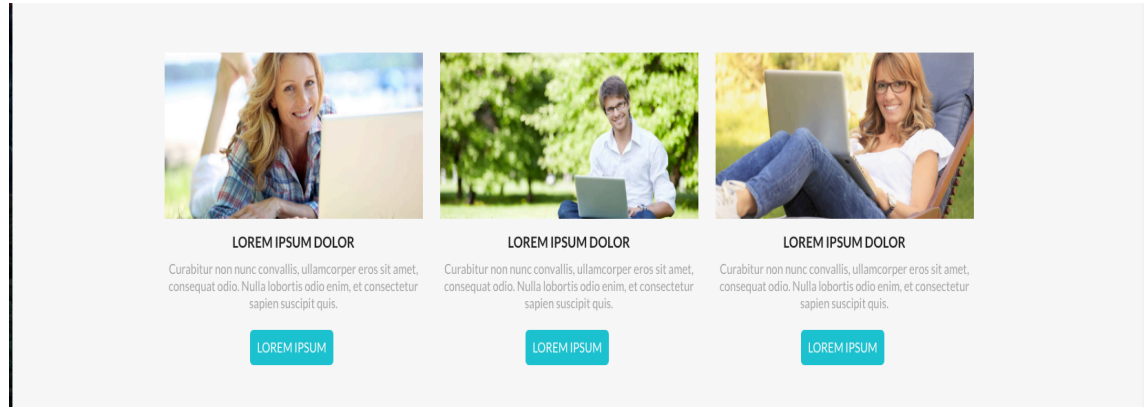 LOREM IPSUM DOLOR
Curabitur non nunc convallis, ullamcorper eros sit amet,
consequat odio. Nulla lobortis odio enim, et consectetur
sapien suscipit quis.
LOREM IPSUM
LOREM IPSUM DOLOR
Curabitur non nunc convallis, ullamcorper eros sit amet,
consequat odio. Nulla lobortis odio enim, et consectetur
sapien suscipit quis.
LOREM IPSUM
LOREM IPSUM DOLOR
Curabitur non nunc convallis, ullamcorper eros sit amet,
consequat odio. Nulla lobortis odio enim, et consectetur
sapien suscipit quis.
LOREM IPSUM